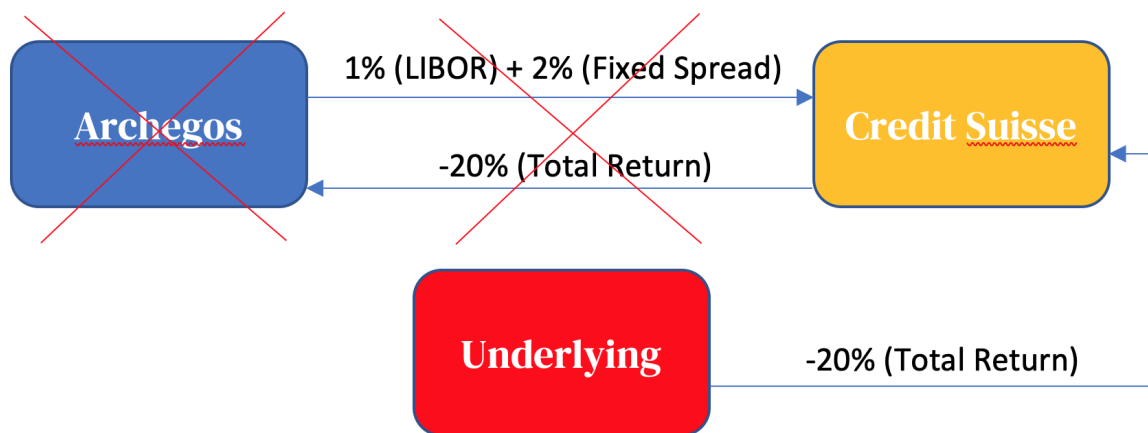 1% (LIBOR) + 2% (Fixed Spread)
Archegos
Credit Suisse
-20% (Total Return)
Underlying
-20% (Total Return)